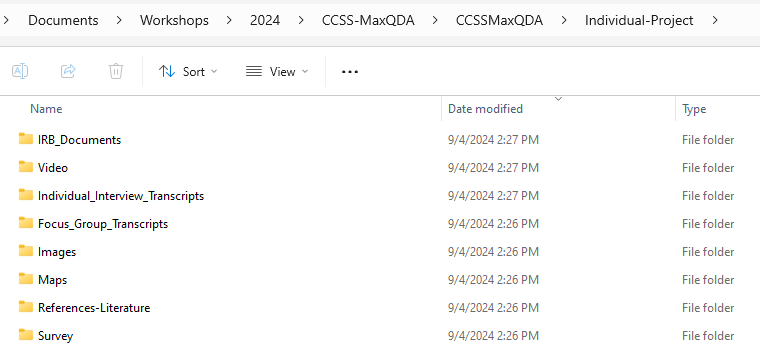 Documents > Workshops > 2024 > CCSS-MaxQDA > CCSSMaxQDA > Individual-Project >
Sort View
Name Date modified Type
IRB_Documents 9/4/2024 2:27 PM File folder
Video 9/4/2024 2:27 PM File folder
Individual_Interview_Transcripts 9/4/2024 2:27 PM File folder
Focus_Group_Transcripts 9/4/2024 2:26 PM File folder
Images 9/4/2024 2:26 PM File folder
Maps 9/4/2024 2:26 PM File folder
References-Literature 9/4/2024 2:26 PM File folder
Survey 9/4/2024 2:26 PM File folder